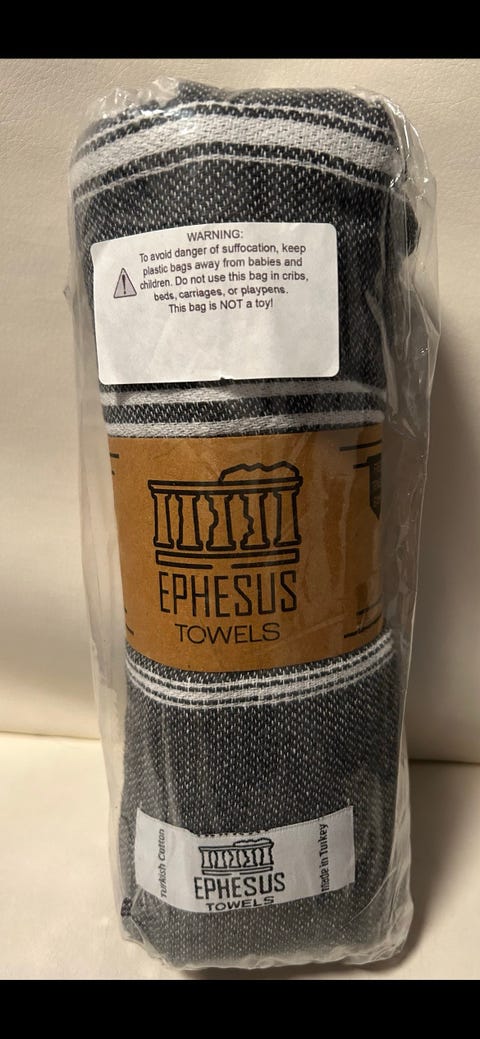 WARNING:
To avoid danger of suffocation, keep
plastic bags away from babies and
children. Do not use this bag in cribs,
beds, carriages, or playpens.
This bag is NOT a toy!
EPHESUS
TOWELS
Turkish Cotton
EPHESUS
TOWELS
made in Turkey